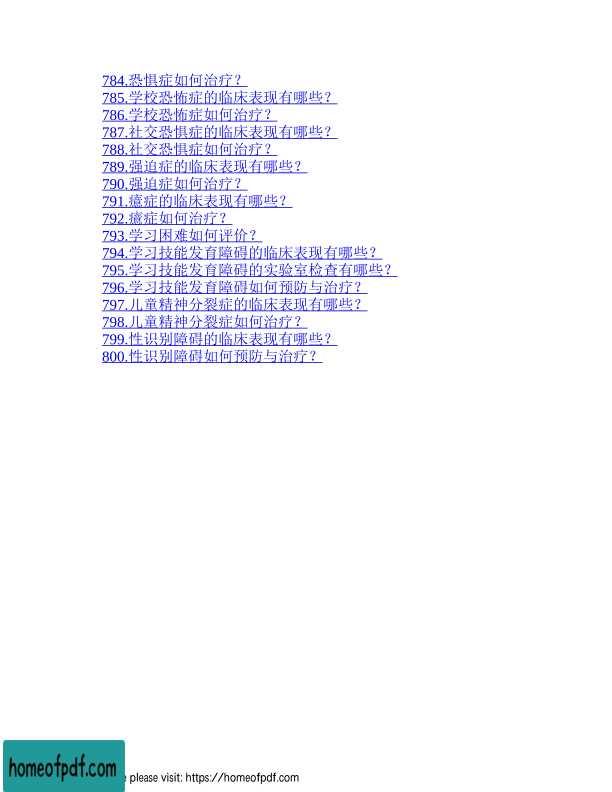 784.恐惧症如何治疗？
785.学校恐怖症的临床表现有哪些？
786.学校恐怖症如何治疗？
787.社交恐惧症的临床表现有哪些？
788.社交恐惧症如何治疗？
789.强迫症的临床表现有哪些？
790.强迫症如何治疗？
791.癔症的临床表现有哪些？
792.癔症如何治疗？
793.学习困难如何评价？
794.学习技能发育障碍的临床表现有哪些？
795.学习技能发育障碍的实验室检查有哪些？
796.学习技能发育障碍如何预防与治疗？
797.儿童精神分裂症的临床表现有哪些？
798.儿童精神分裂症如何治疗？
799.性识别障碍的临床表现有哪些？
800.性识别障碍如何预防与治疗？
homeofpdf.com
please visit: https://homeofpdf.com